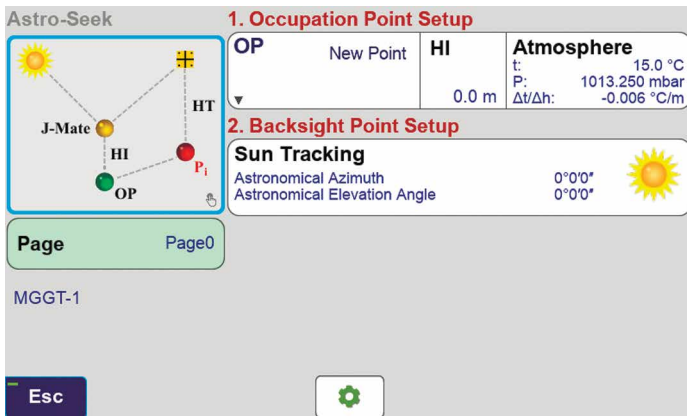 Astro-Seek
J-Mate
HI
OP
HT
Pi
Page
Page0
MGGT-1
Esc
1. Occupation Point Setup
OP
New Point
HI
0.0 m
Atmosphere
t: 15.0 °C
P: 1013.250 mbar
Δt/Δh: -0.006 °C/m
2. Backsight Point Setup
Sun Tracking
Astronomical Azimuth 0°0'0"
Astronomical Elevation Angle 0°0'0"